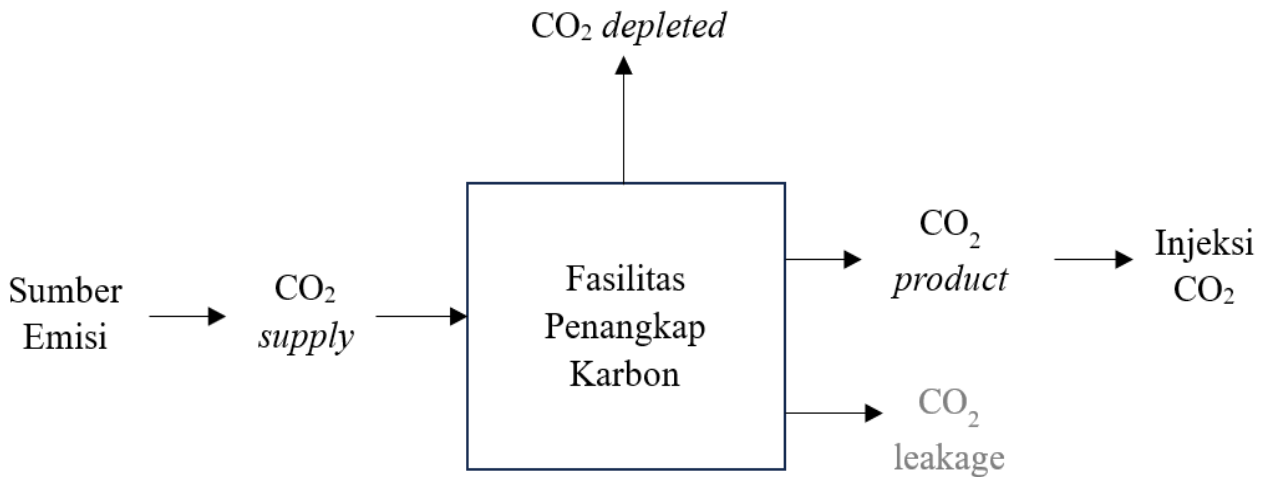 CO₂ depleted
Sumber
Emisi
CO₂
supply
Fasilitas
Penangkap
Karbon
CO₂
product
Injeksi
CO₂
CO₂
leakage